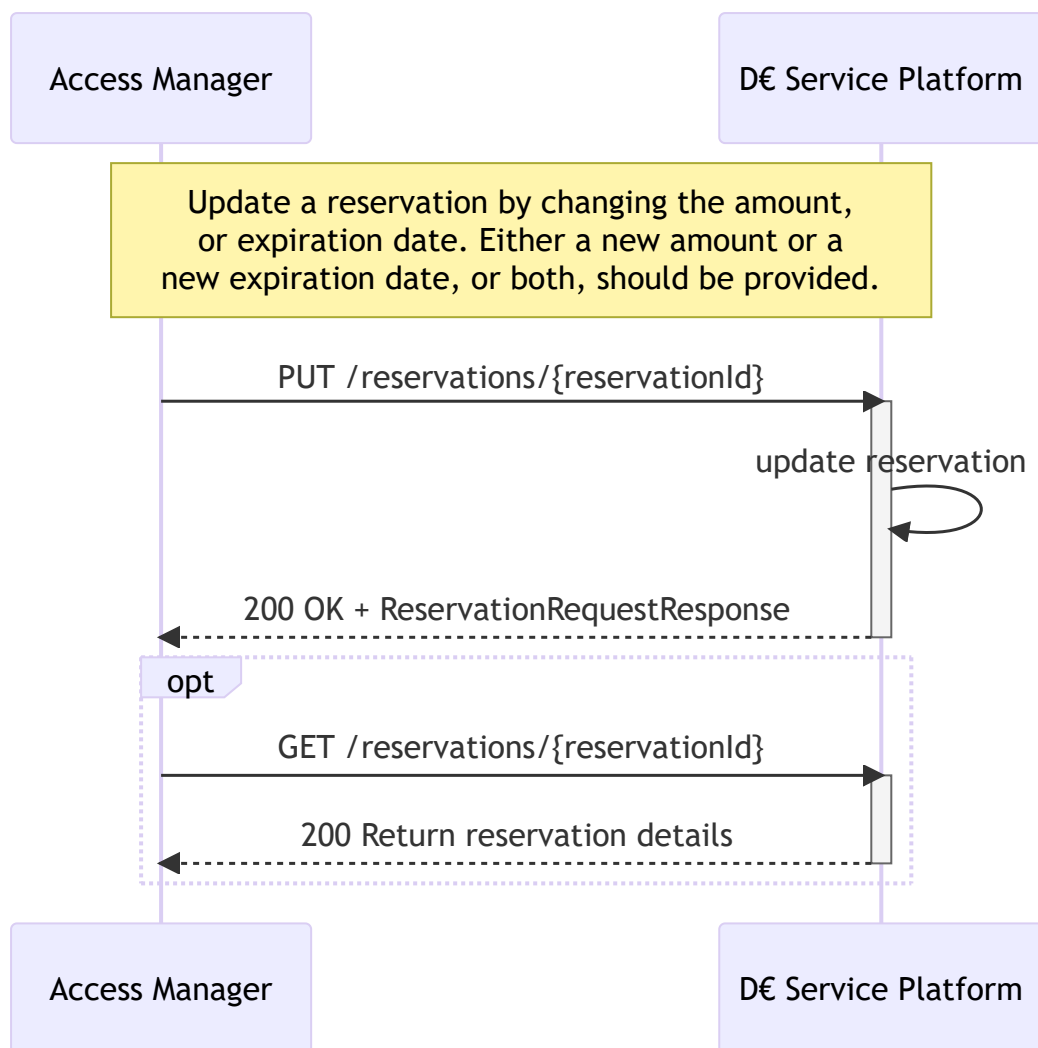 Access Manager
D€ Service Platform
Update a reservation by changing the amount,
or expiration date. Either a new amount or a
new expiration date, or both, should be provided.
PUT /reservations/{reservationId}
update reservation
200 OK + ReservationRequestResponse
opt
GET /reservations/{reservationId}
200 Return reservation details
Access Manager
D€ Service Platform